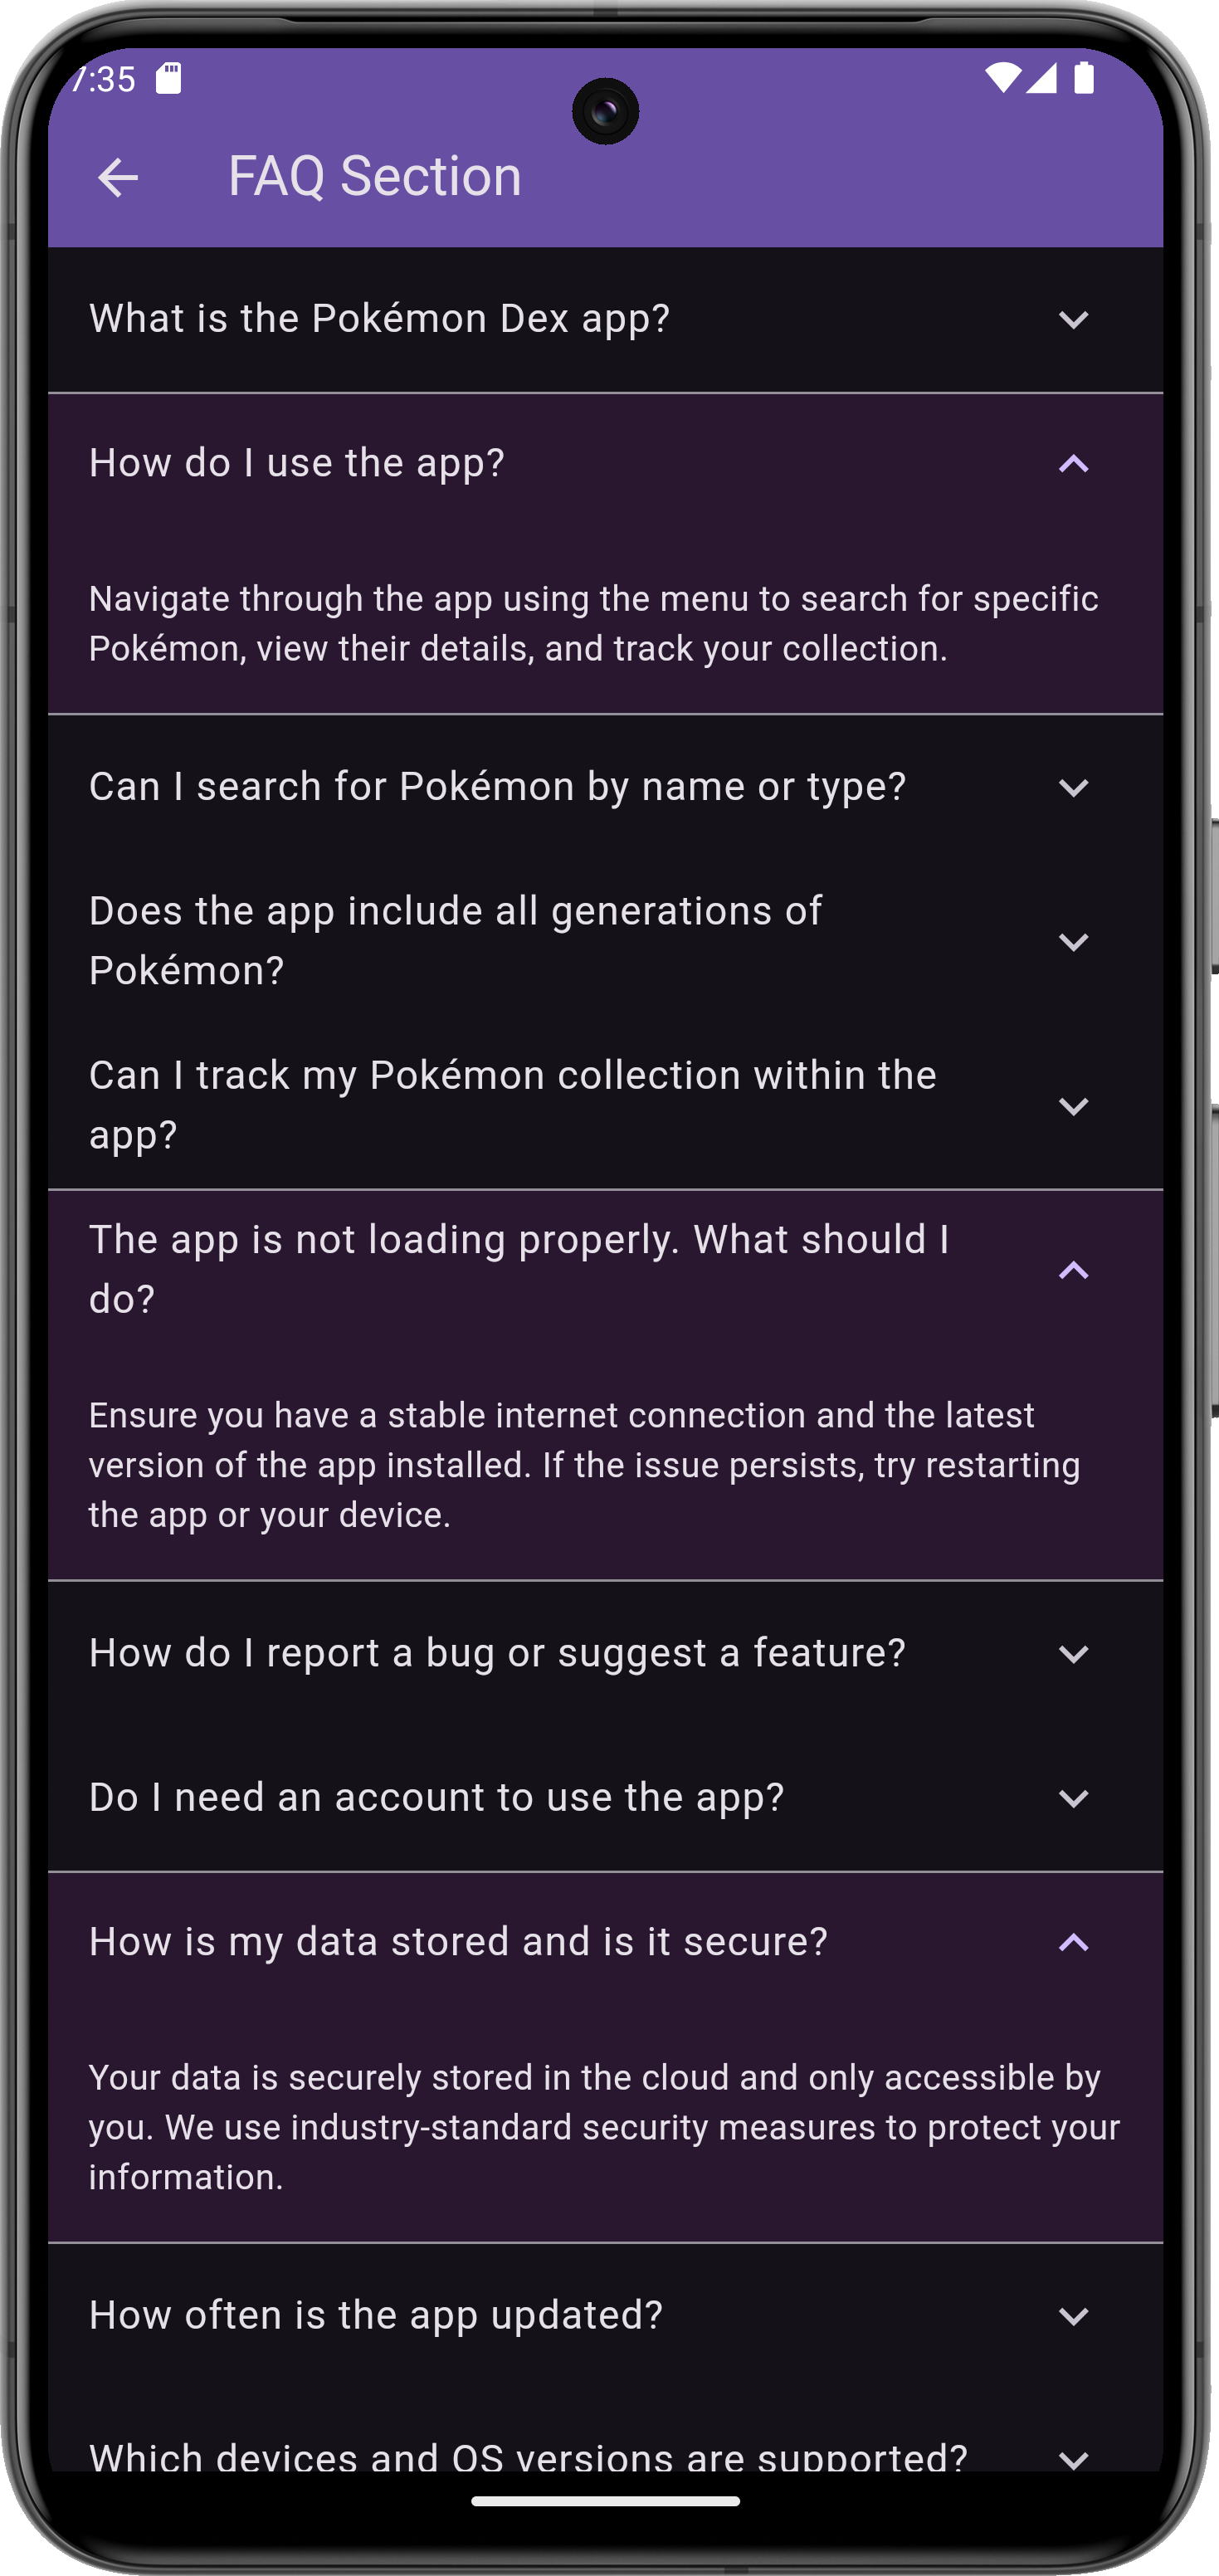 7:35
FAQ Section
What is the Pokémon Dex app?
How do I use the app?
Navigate through the app using the menu to search for specific
Pokémon, view their details, and track your collection.
Can I search for Pokémon by name or type?
Does the app include all generations of
Pokémon?
Can I track my Pokémon collection within the
app?
The app is not loading properly. What should I
do?
Ensure you have a stable internet connection and the latest
version of the app installed. If the issue persists, try restarting
the app or your device.
How do I report a bug or suggest a feature?
Do I need an account to use the app?
How is my data stored and is it secure?
Your data is securely stored in the cloud and only accessible by
you. We use industry-standard security measures to protect your
information.
How often is the app updated?
Which devices and OS versions are supported?